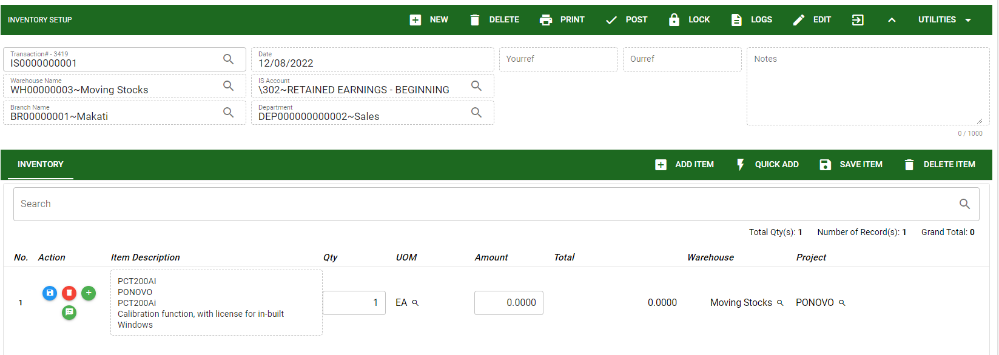 INVENTORY SETUP
NEW
DELETE
PRINT
POST
LOCK
LOGS
EDIT
UTILITIES
Transaction# - 3419
IS0000000001
Date
12/08/2022
Yourref
Ourref
Notes
Warehouse Name
WH00000003~Moving Stocks
IS Account
\302~RETAINED EARNINGS - BEGINNING
Branch Name
BR00000001~Makati
Department
DEP000000000002~Sales
0 / 1000
INVENTORY
ADD ITEM
QUICK ADD
SAVE ITEM
DELETE ITEM
Search
Total Qty(s): 1 Number of Record(s): 1 Grand Total: 0
No. Action Item Description Qty UOM Amount Total Warehouse Project
1
PCT200AI
PONOVO
PCT200Ai
Calibration function, with license for in-built
Windows
1
EA
0.0000
0.0000
Moving Stocks
PONOVO